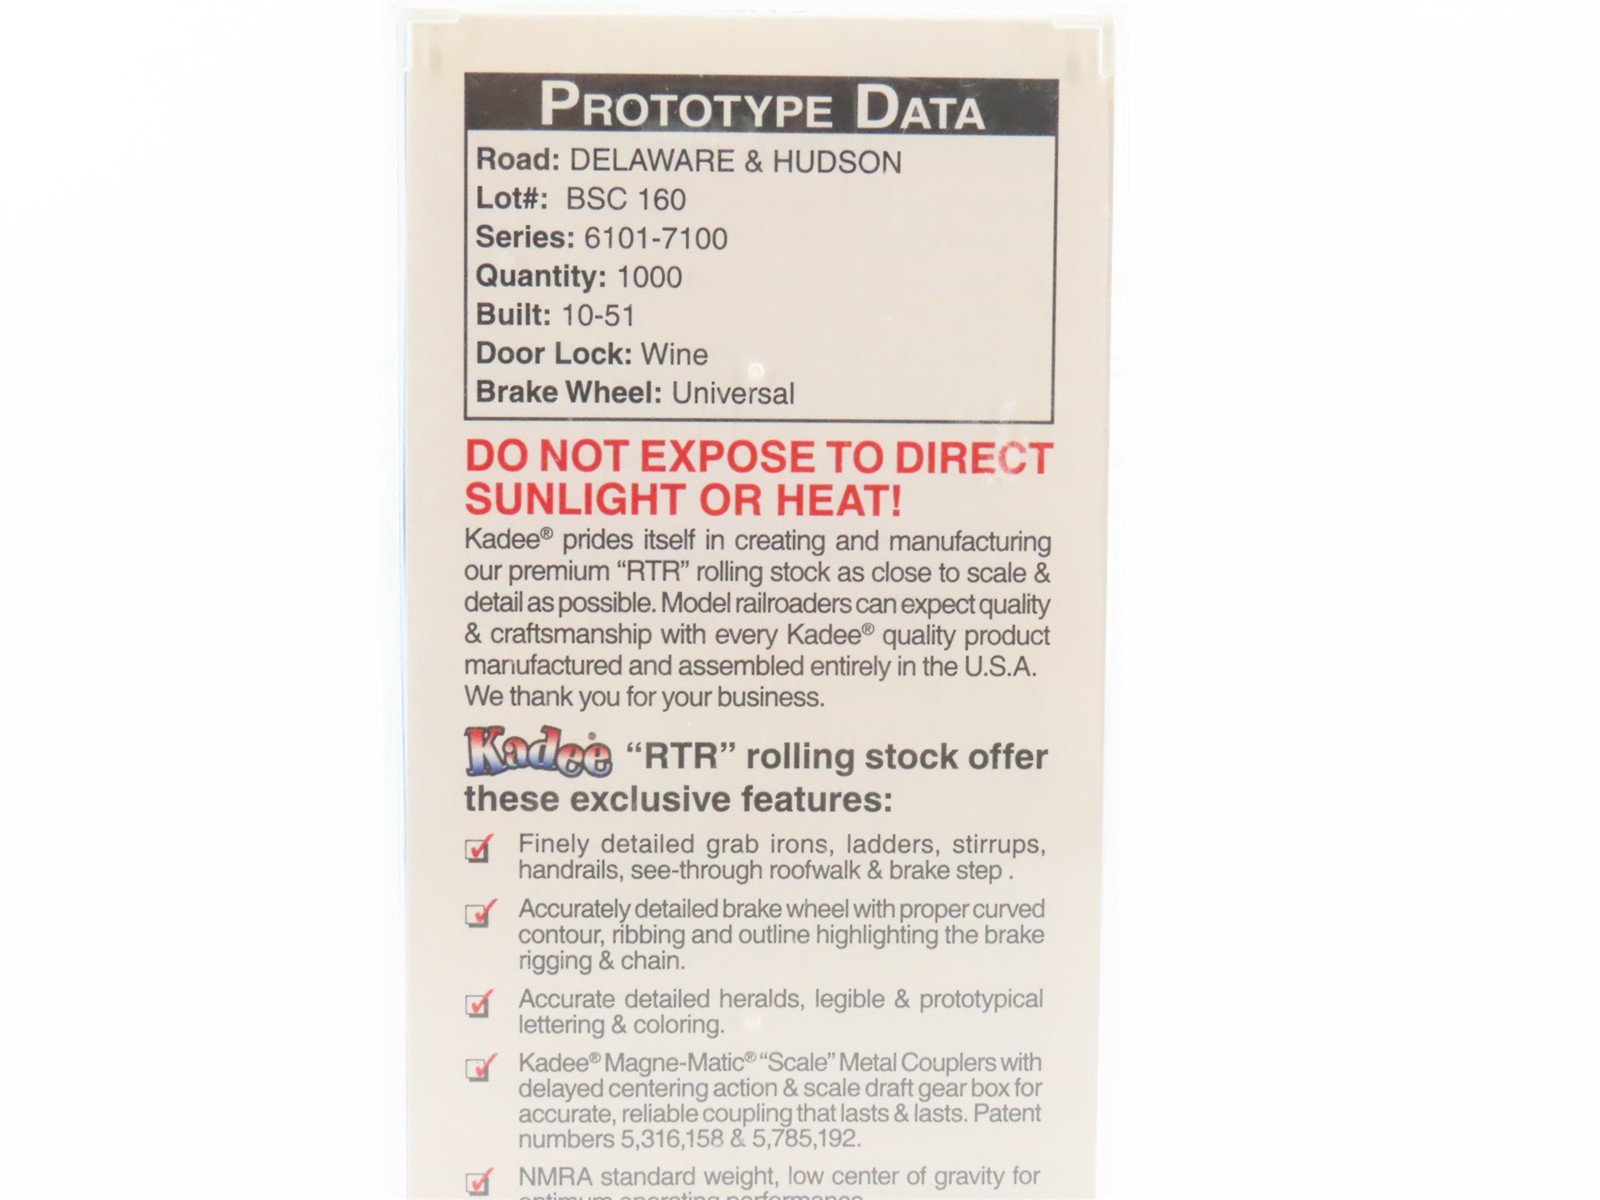 PROTOTYPE DATA
Road: DELAWARE & HUDSON
Lot#: BSC 160
Series: 6101-7100
Quantity: 1000
Built: 10-51
Door Lock: Wine
Brake Wheel: Universal
DO NOT EXPOSE TO DIRECT
SUNLIGHT OR HEAT!
Kadee® prides itself in creating and manufacturing
our premium “RTR” rolling stock as close to scale &
detail as possible. Model railroaders can expect quality
& craftsmanship with every Kadee® quality product
manufactured and assembled entirely in the U.S.A.
We thank you for your business.
Kadee® “RTR” rolling stock offer
these exclusive features:
Finely detailed grab irons, ladders, stirrups,
handrails, see-through roofwalk & brake step .
Accurately detailed brake wheel with proper curved
contour, ribbing and outline highlighting the brake
rigging & chain.
Accurate detailed heralds, legible & prototypical
lettering & coloring.
Kadee® Magne-Matic® “Scale” Metal Couplers with
delayed centering action & scale draft gear box for
accurate, reliable coupling that lasts & lasts. Patent
numbers 5,316,158 & 5,785,192.
NMRA standard weight, low center of gravity for
optimum operating performance.